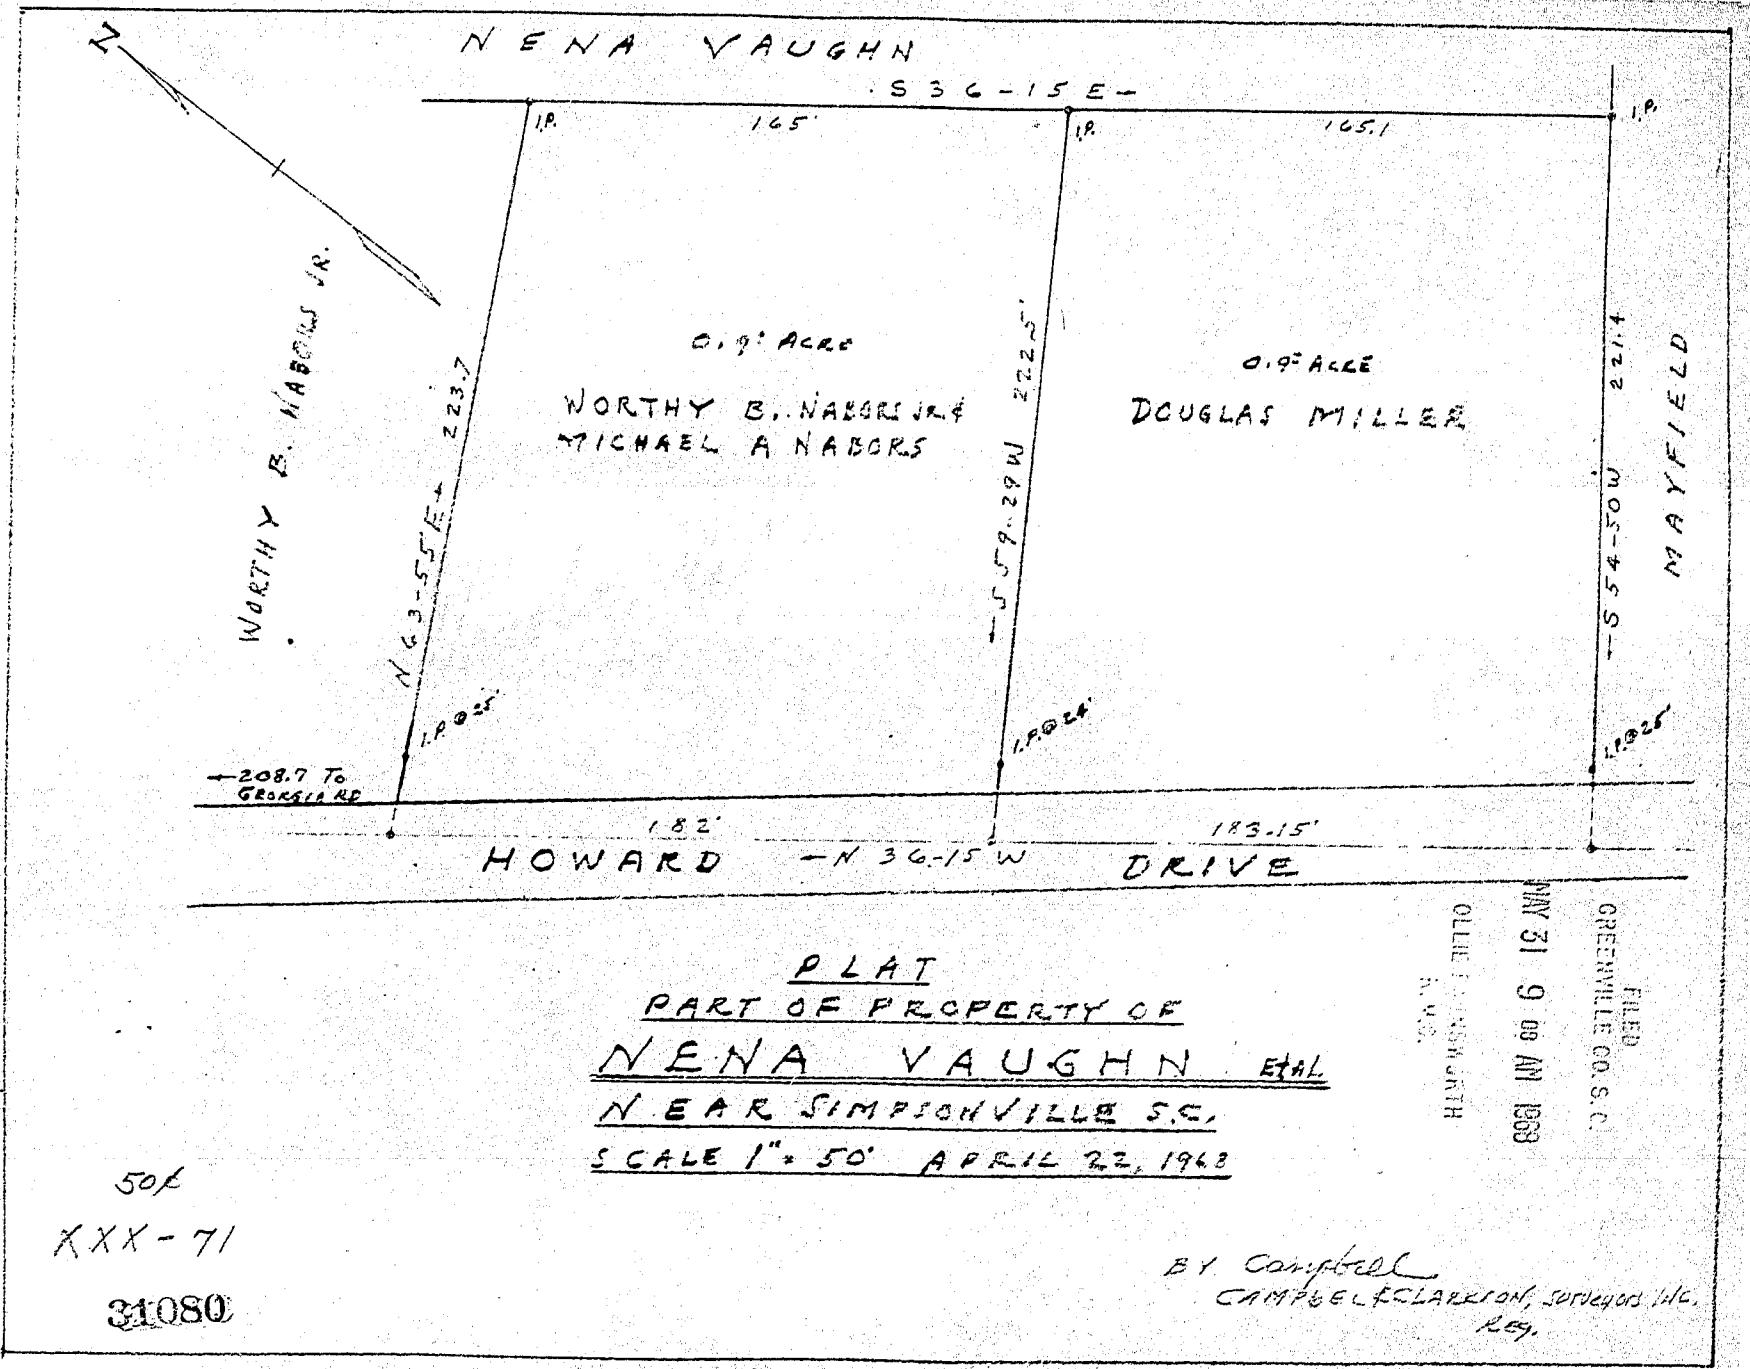 N
NENA VAUGHN
S 36-15 E
I.P.
165'
I.P.
165.1
I.P.
WORTHY B. NABORS JR.
N 63-55 E
223.7
0.9± ACRE
WORTHY B. NABORS JR &
MICHAEL A NABORS
S 59-29 W 222.5'
0.9± ACRE
DOUGLAS MILLER
S 54-50 W 221.4
MAYFIELD
I.P. @ 25'
I.P. @ 24'
I.P. @ 25'
208.7 TO
GEORGIA RD
182'
183.15'
HOWARD - N 36-15 W DRIVE
PLAT
PART OF PROPERTY OF
NENA VAUGHN EtAL
NEAR SIMPSONVILLE S.C.
SCALE 1" = 50' APRIL 22, 1968
FILED
GREENVILLE CO. S. C.
MAY 31 9 08 AM 1968
OLLIE
50¢
XXX-71
31080
BY Campbell
CAMPBELL & CLARKSON, Surveyors INC.
Reg.